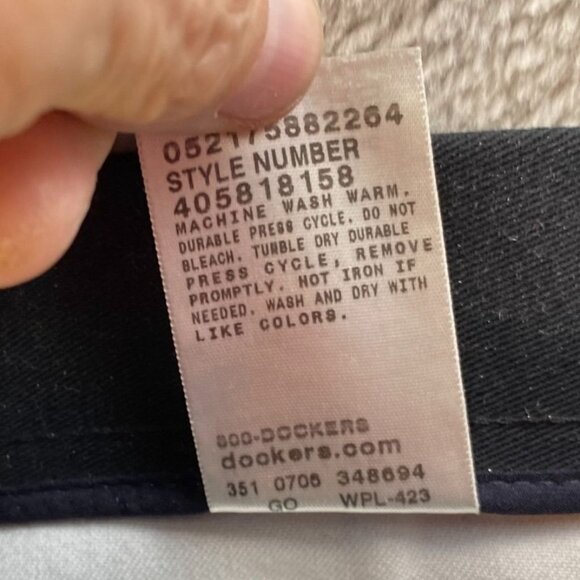 052175882264
STYLE NUMBER
405818158
MACHINE WASH WARM.
DURABLE PRESS CYCLE. DO NOT
BLEACH. TUMBLE DRY DURABLE
PRESS CYCLE, REMOVE
PROMPTLY. HOT IRON IF
NEEDED. WASH AND DRY WITH
LIKE COLORS.
800-DOCKERS
dockers.com
351 0706 348694
GO WPL-423